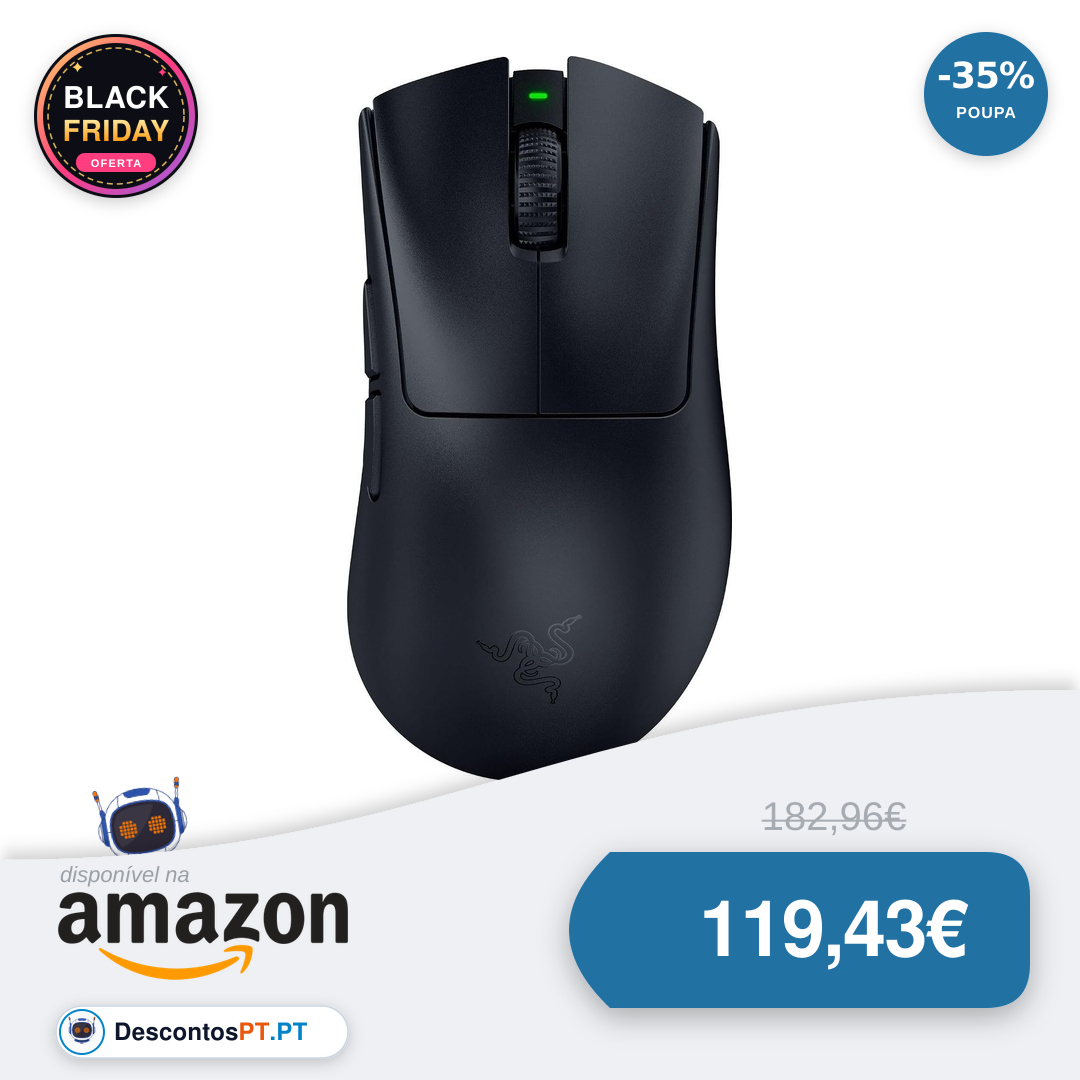 BLACK
FRIDAY
OFERTA
-35%
POUPA
182,96€
119,43€
disponível na
amazon
DescontosPT.PT